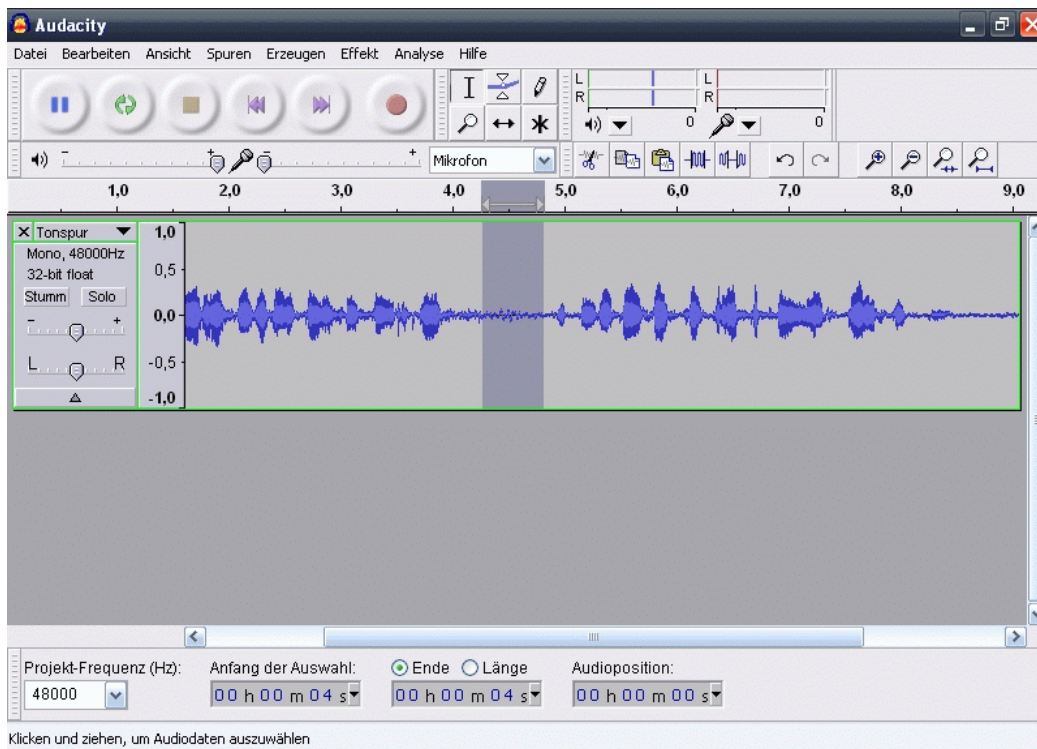 Audacity
Datei Bearbeiten Ansicht Spuren Erzeugen Effekt Analyse Hilfe
L L
R R
0 0
- + - + Mikrofon
1,0 2,0 3,0 4,0 5,0 6,0 7,0 8,0 9,0
X Tonspur 1,0
Mono, 48000Hz
32-bit float 0,5
Stumm Solo
- + 0,0
L R -0,5
-1,0
Projekt-Frequenz (Hz): Anfang der Auswahl: Ende Länge Audioposition:
48000 00 h 00 m 04 s 00 h 00 m 04 s 00 h 00 m 00 s
Klicken und ziehen, um Audiodaten auszuwählen